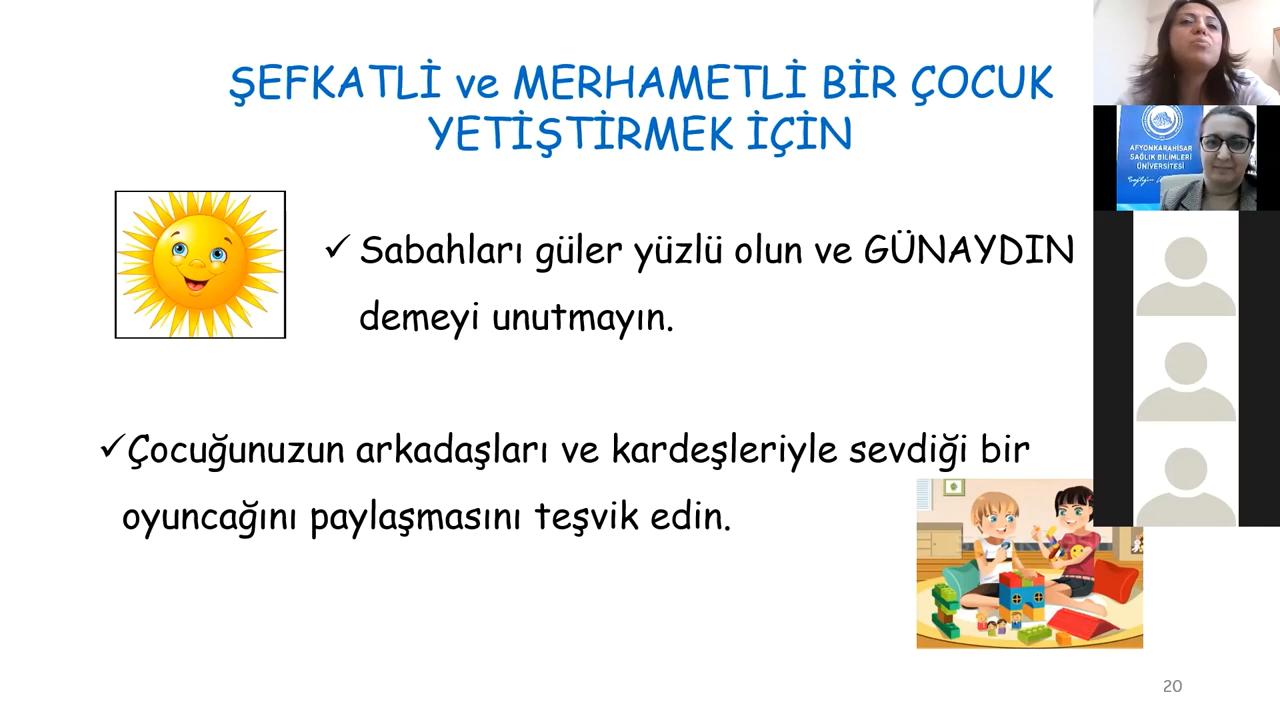 ŞEFKATLİ ve MERHAMETLİ BİR ÇOCUK
YETİŞTİRMEK İÇİN
✓ Sabahları güler yüzlü olun ve GÜNAYDIN
demeyi unutmayın.
✓Çocuğunuzun arkadaşları ve kardeşleriyle sevdiği bir
oyuncağını paylaşmasını teşvik edin.
20
AFYONKARAHİSAR
SAĞLIK BİLİMLERİ
ÜNİVERSİTESİ